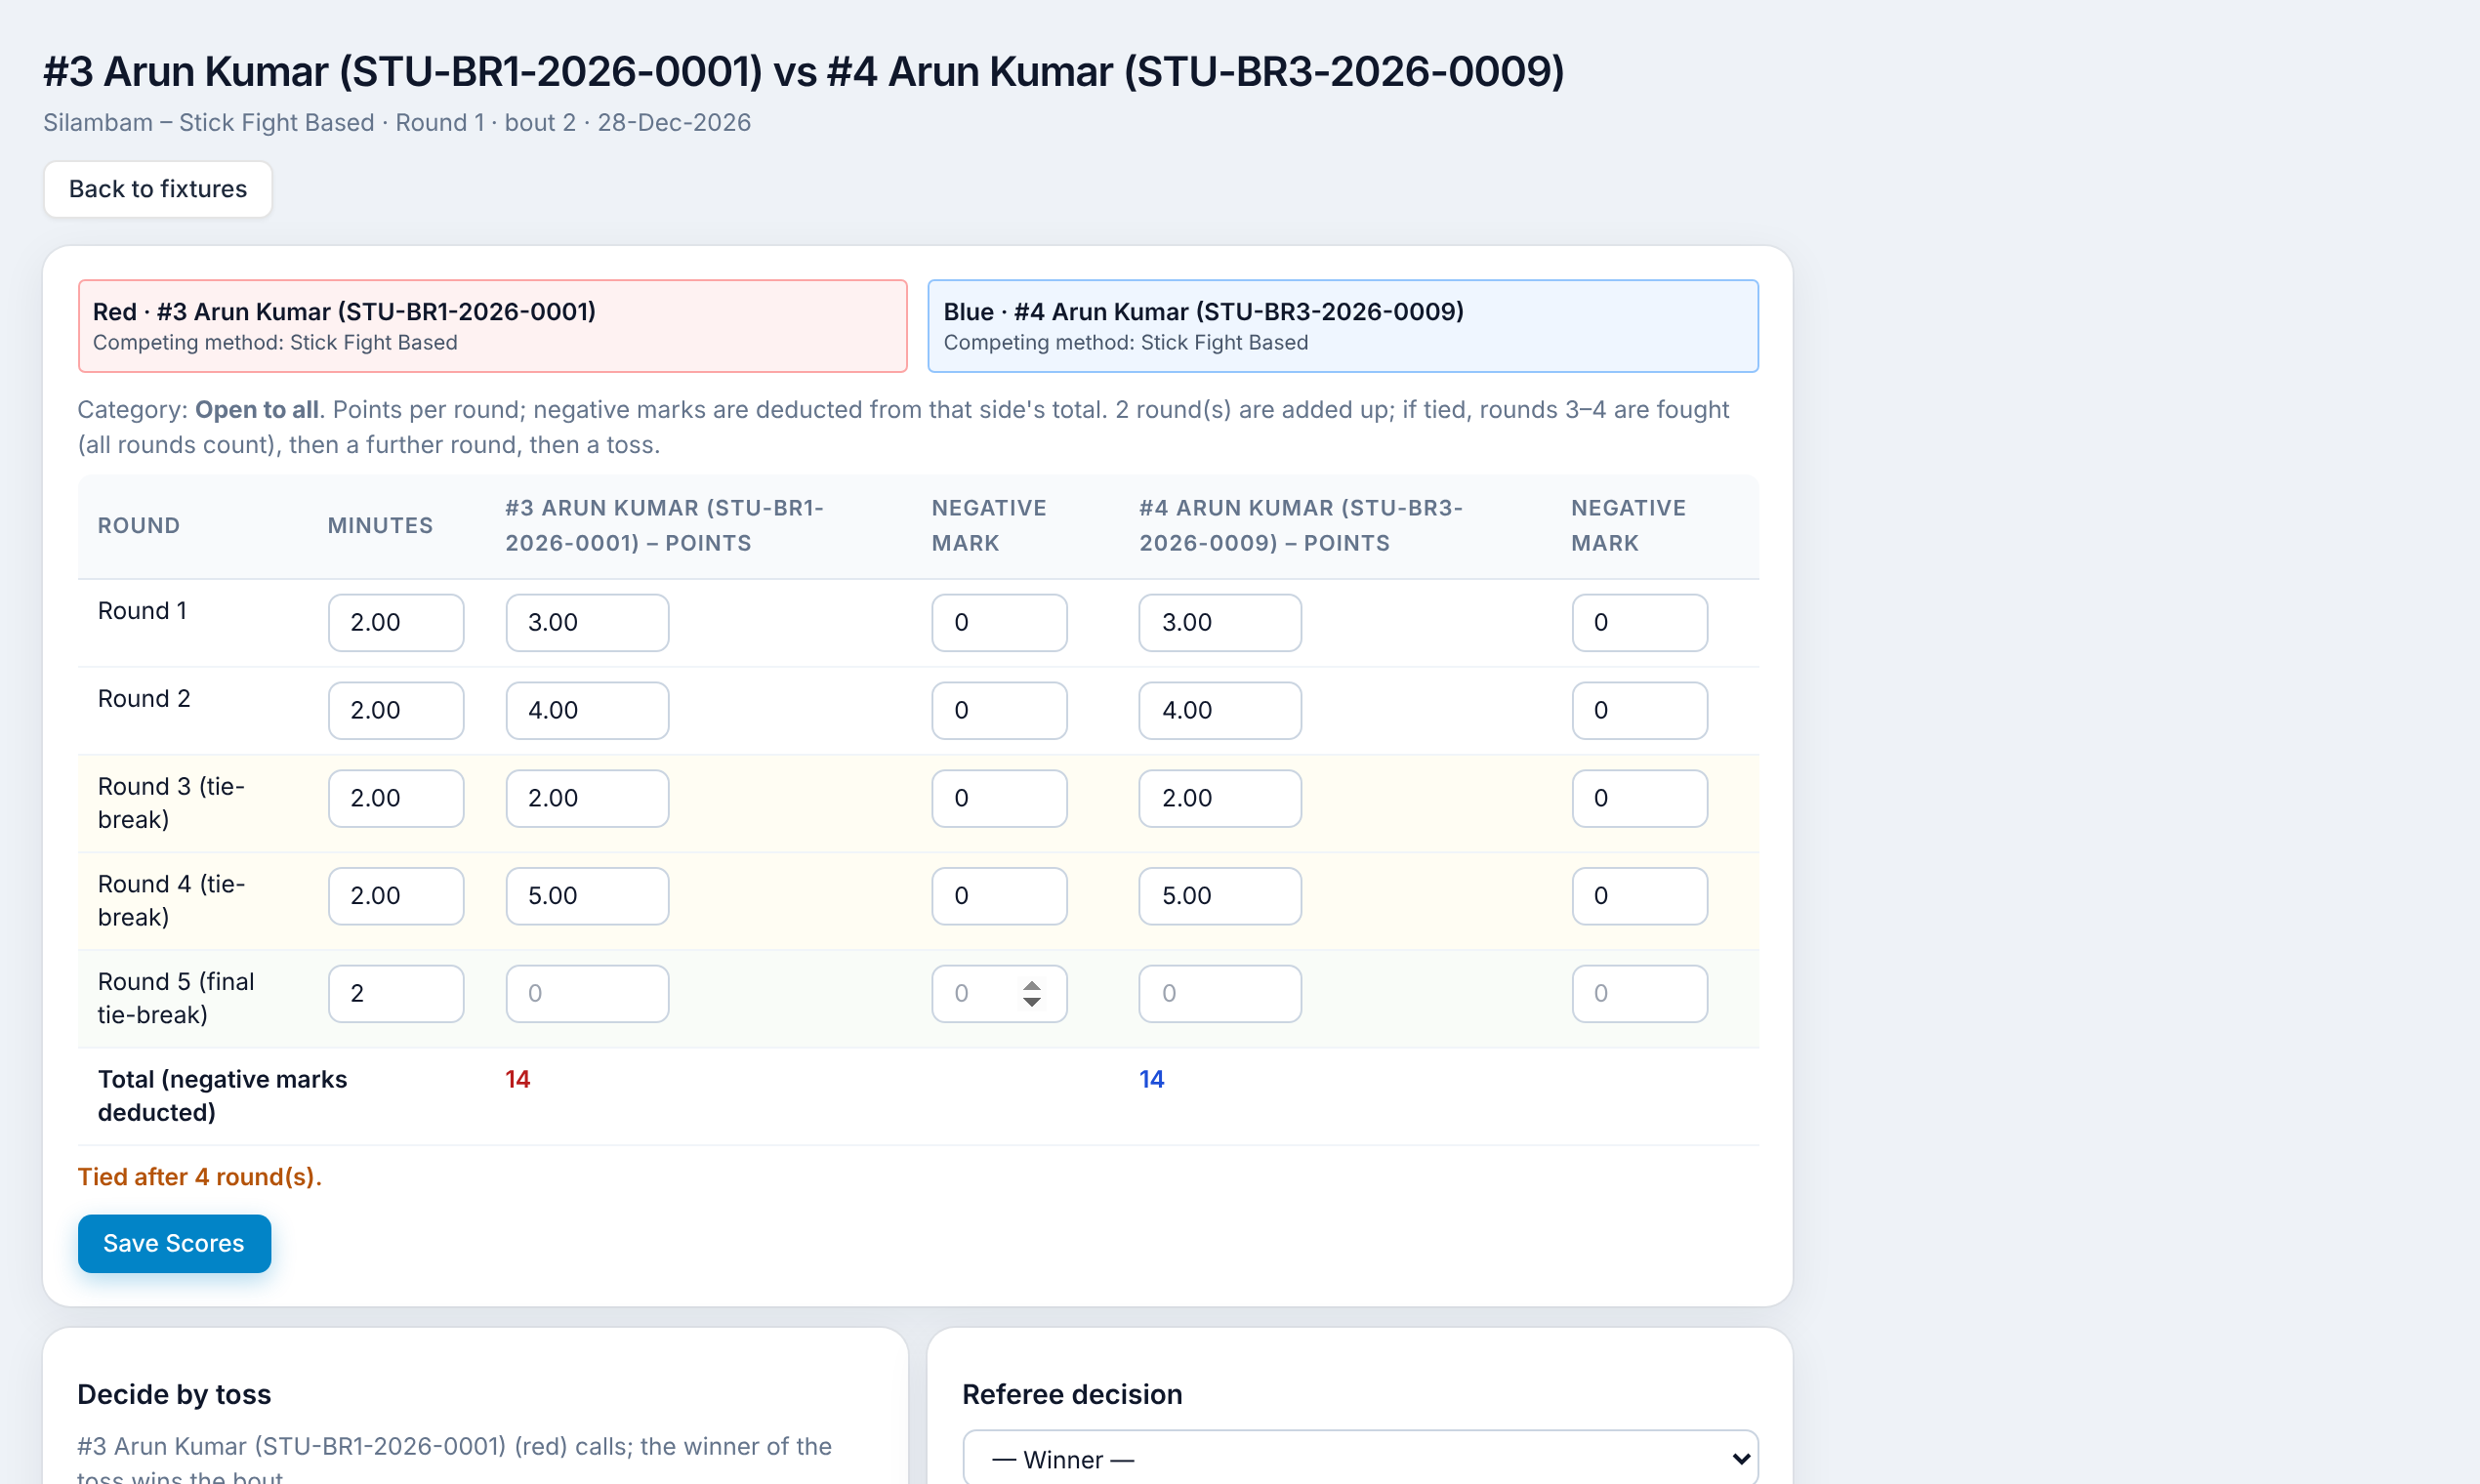 #3 Arun Kumar (STU-BR1-2026-0001) vs #4 Arun Kumar (STU-BR3-2026-0009)
Silambam – Stick Fight Based · Round 1 · bout 2 · 28-Dec-2026
Back to fixtures
Red · #3 Arun Kumar (STU-BR1-2026-0001)
Competing method: Stick Fight Based
Blue · #4 Arun Kumar (STU-BR3-2026-0009)
Competing method: Stick Fight Based
Category: Open to all. Points per round; negative marks are deducted from that side's total. 2 round(s) are added up; if tied, rounds 3–4 are fought
(all rounds count), then a further round, then a toss.
ROUND MINUTES #3 ARUN KUMAR (STU-BR1- NEGATIVE #4 ARUN KUMAR (STU-BR3- NEGATIVE
2026-0001) – POINTS MARK 2026-0009) – POINTS MARK
Round 1 2.00 3.00 0 3.00 0
Round 2 2.00 4.00 0 4.00 0
Round 3 (tie- 2.00 2.00 0 2.00 0
break)
Round 4 (tie- 2.00 5.00 0 5.00 0
break)
Round 5 (final 2 0 0 0 0
tie-break)
Total (negative marks 14 14
deducted)
Tied after 4 round(s).
Save Scores
Decide by toss
#3 Arun Kumar (STU-BR1-2026-0001) (red) calls; the winner of the
toss wins the bout.
Referee decision
— Winner —